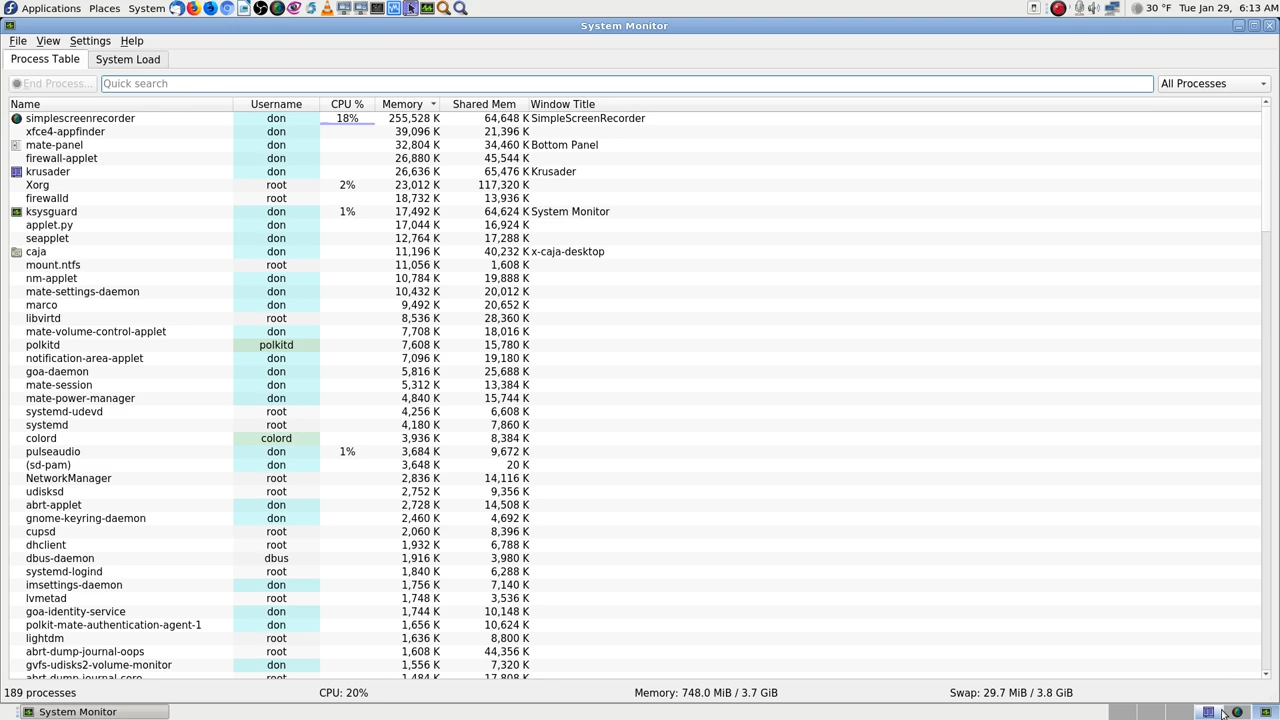 Applications Places System 30 °F Tue Jan 29, 6:13 AM
System Monitor
File View Settings Help
Process Table System Load
End Process... Quick search All Processes
Name Username CPU % Memory Shared Mem Window Title
simplescreenrecorder don 18% 255,528 K 64,648 K SimpleScreenRecorder
xfce4-appfinder don 39,096 K 21,396 K
mate-panel don 32,804 K 34,460 K Bottom Panel
firewall-applet don 26,880 K 45,544 K
krusader don 26,636 K 65,476 K Krusader
Xorg root 2% 23,012 K 117,320 K
firewalld root 18,732 K 13,936 K
ksysguard don 1% 17,492 K 64,624 K System Monitor
applet.py don 17,044 K 16,924 K
seapplet don 12,764 K 17,288 K
caja don 11,196 K 40,232 K x-caja-desktop
mount.ntfs root 11,056 K 1,608 K
nm-applet don 10,784 K 19,888 K
mate-settings-daemon don 10,432 K 20,012 K
marco don 9,492 K 20,652 K
libvirtd root 8,536 K 28,360 K
mate-volume-control-applet don 7,708 K 18,016 K
polkitd polkitd 7,608 K 15,780 K
notification-area-applet don 7,096 K 19,180 K
goa-daemon don 5,816 K 25,688 K
mate-session don 5,312 K 13,384 K
mate-power-manager don 4,840 K 15,744 K
systemd-udevd root 4,256 K 6,608 K
systemd root 4,180 K 7,860 K
colord colord 3,936 K 8,384 K
pulseaudio don 1% 3,684 K 9,672 K
(sd-pam) don 3,648 K 20 K
NetworkManager root 2,836 K 14,116 K
udisksd root 2,752 K 9,356 K
abrt-applet don 2,728 K 14,508 K
gnome-keyring-daemon don 2,460 K 4,692 K
cupsd root 2,060 K 8,396 K
dhclient root 1,932 K 6,788 K
dbus-daemon dbus 1,916 K 3,980 K
systemd-logind root 1,840 K 6,288 K
imsettings-daemon don 1,756 K 7,140 K
lvmetad root 1,748 K 3,536 K
goa-identity-service don 1,744 K 10,148 K
polkit-mate-authentication-agent-1 don 1,656 K 10,624 K
lightdm root 1,636 K 8,800 K
abrt-dump-journal-oops root 1,608 K 44,356 K
gvfs-udisks2-volume-monitor don 1,556 K 7,320 K
abrt-dump-journal-core root 1,484 K 17,808 K
189 processes CPU: 20% Memory: 748.0 MiB / 3.7 GiB Swap: 29.7 MiB / 3.8 GiB
System Monitor